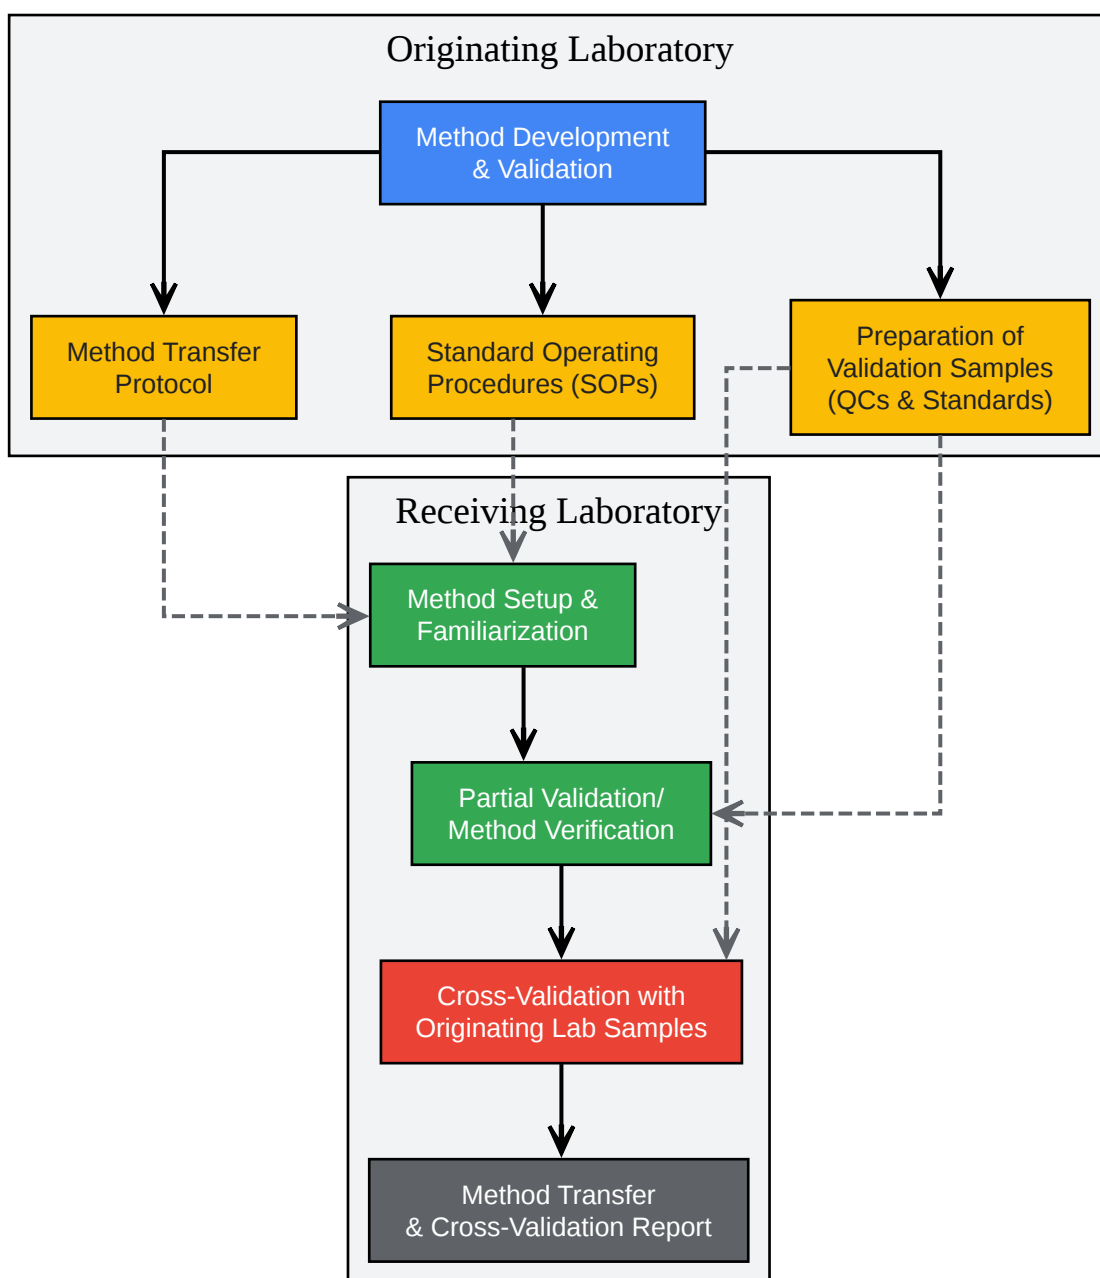 Originating Laboratory
Method Development
& Validation
Method Transfer
Protocol
Standard Operating
Procedures (SOPs)
Preparation of
Validation Samples
(QCs & Standards)
Receiving Laboratory
Method Setup &
Familiarization
Partial Validation/
Method Verification
Cross-Validation with
Originating Lab Samples
Method Transfer
& Cross-Validation Report